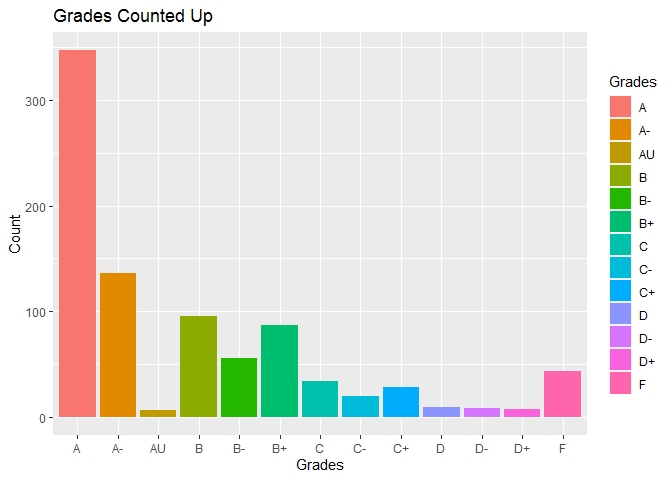 Grades Counted Up
Count
300
200
100
0
A A- AU B B- B+ C C- C+ D D- D+ F
Grades
Grades
A
A-
AU
B
B-
B+
C
C-
C+
D
D-
D+
F